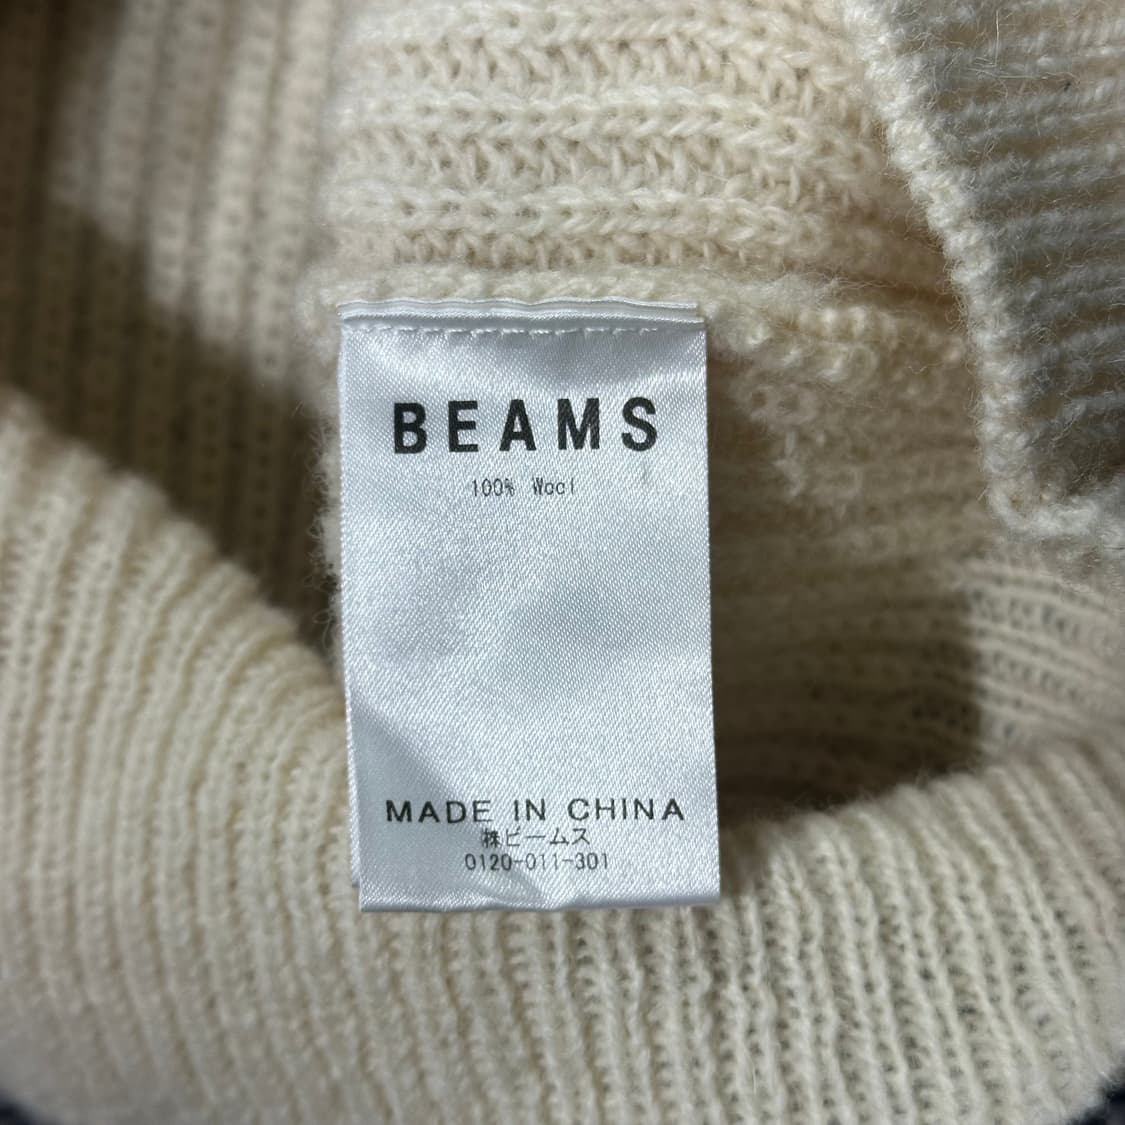 BEAMS
100% Wool
MADE IN CHINA
㈱ビームス
0120-011-301